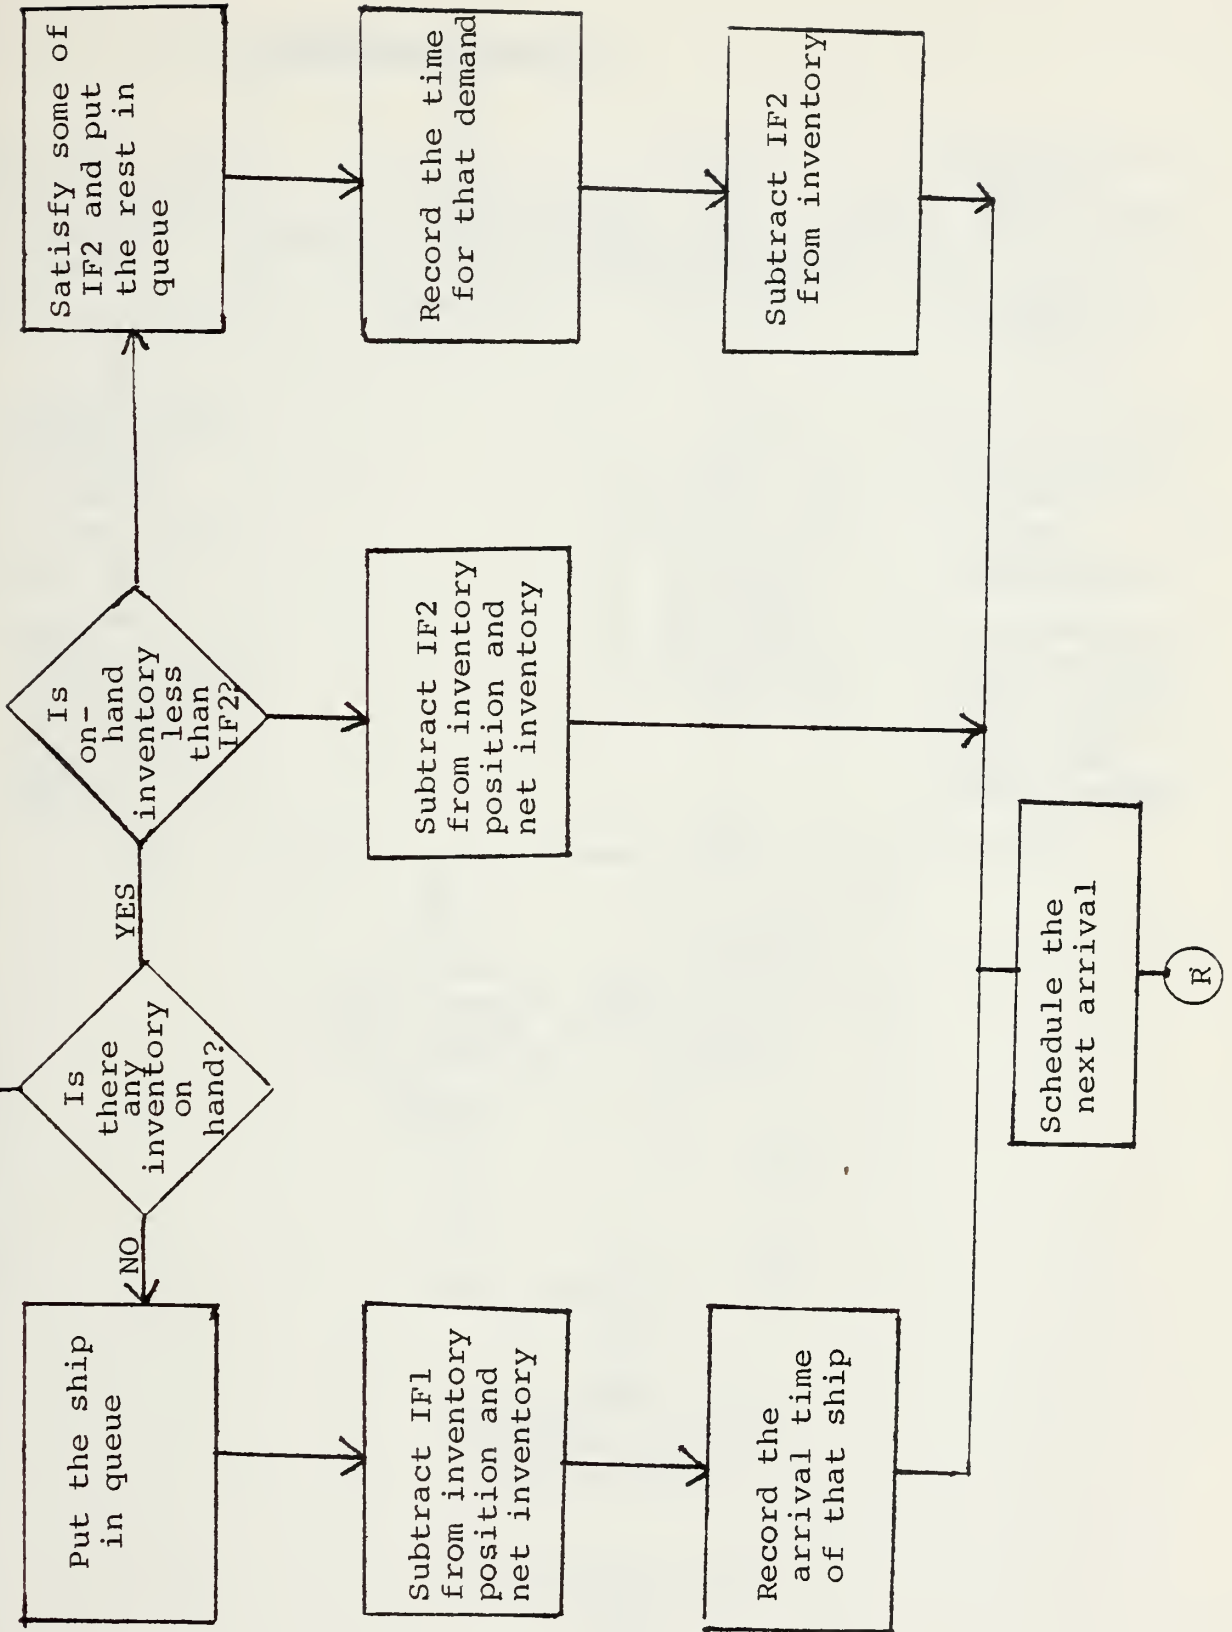 Is
there
any
inventory
on
hand?
NO
YES
Put the ship
in queue
Subtract IF1
from inventory
position and
net inventory
Record the
arrival time
of that ship
Is
on-
hand
inventory
less
than
IF2?
Subtract IF2
from inventory
position and
net inventory
Satisfy some of
IF2 and put
the rest in
queue
Record the time
for that demand
Subtract IF2
from inventory
Schedule the
next arrival
R